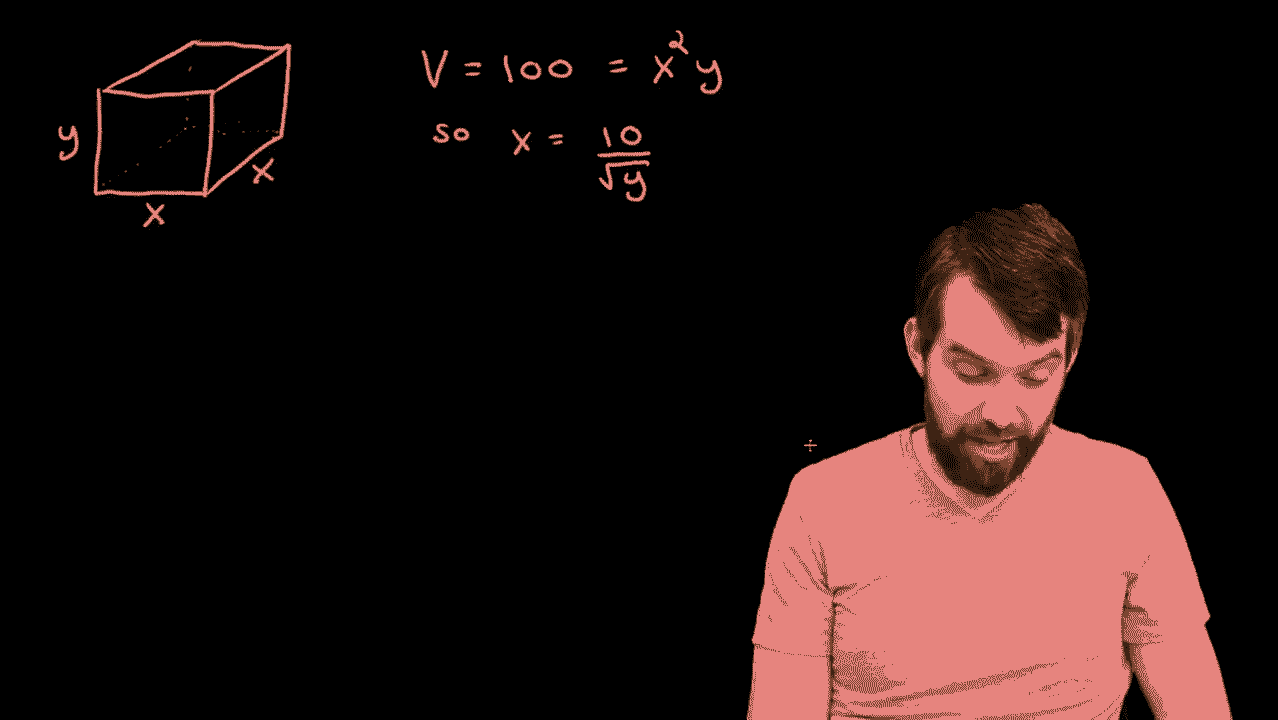 V = 100 = x²y
so x = 10/√y
y
x
x